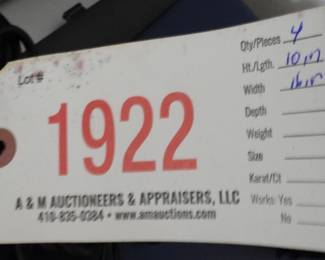 Lot #
1922
A & M AUCTIONEERS & APPRAISERS, LLC
410-835-0384 • www.amauctions.com
Qty/Pieces 4
Ht./Lgth. 10 in
Width 16 in
Depth
Weight
Size
Karat/Ct
Works: Yes
No